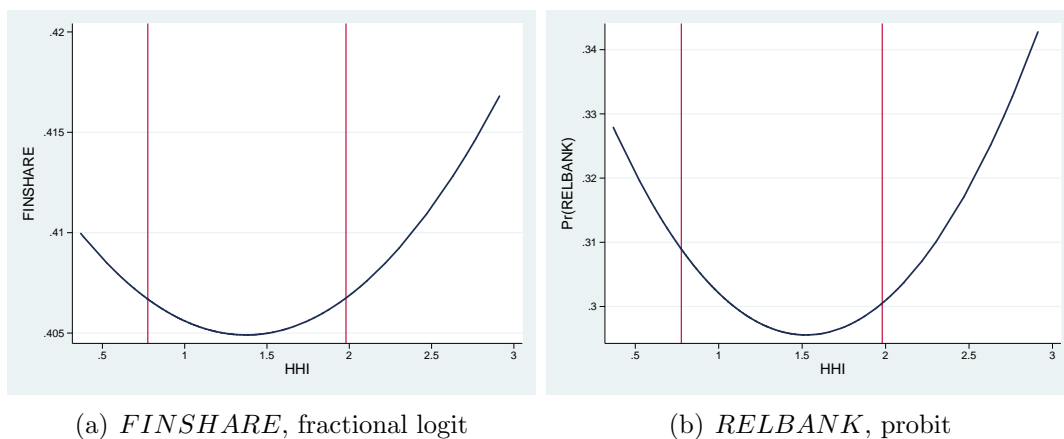 .42
.415
.41
.405
FINSHARE
.5 1 1.5 2 2.5 3
HHI
(a) FINSHARE, fractional logit
.34
.33
.32
.31
.3
Pr(RELBANK)
.5 1 1.5 2 2.5 3
HHI
(b) RELBANK, probit